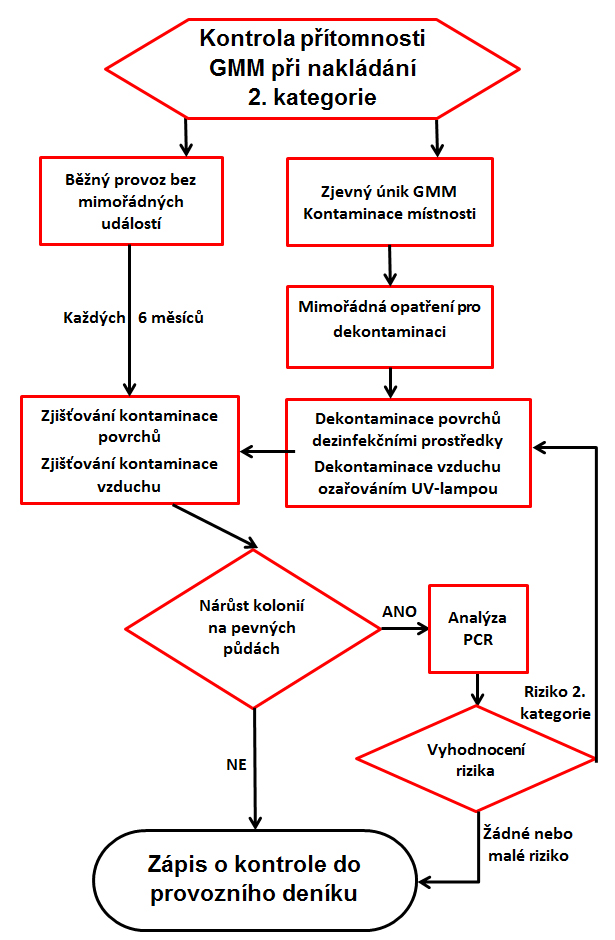 Kontrola přítomnosti
GMM při nakládání
2. kategorie
Běžný provoz bez
mimořádných
událostí
Zjevný únik GMM
Kontaminace místnosti
Každých 6 měsíců
Mimořádná opatření pro
dekontaminaci
Zjišťování kontaminace
povrchů
Zjišťování kontaminace
vzduchu
Dekontaminace povrchů
dezinfekčními prostředky
Dekontaminace vzduchu
ozařováním UV-lampou
Nárůst kolonií
na pevných
půdách
ANO
Analýza
PCR
Riziko 2.
kategorie
Vyhodnocení
rizika
NE
Žádné nebo
malé riziko
Zápis o kontrole do
provozního deníku